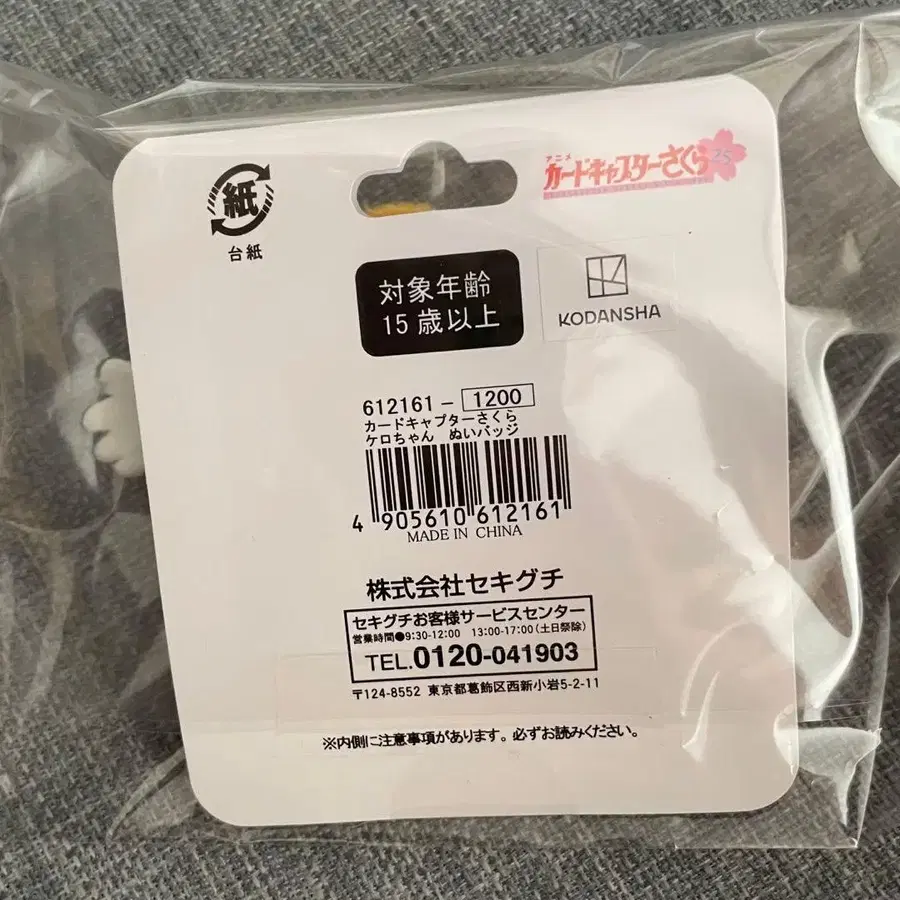 紙
台紙
アニメ
カードキャプターさくら 25
対象年齢
15歳以上
KODANSHA
612161- 1200
カードキャプターさくら
ケロちゃん ぬいバッジ
4 905610 612161
MADE IN CHINA
株式会社セキグチ
セキグチお客様サービスセンター
営業時間●9:30-12:00 13:00-17:00(土日祭除)
TEL.0120-041903
〒124-8552 東京都葛飾区西新小岩5-2-11
※内側に注意事項があります。必ずお読みください。